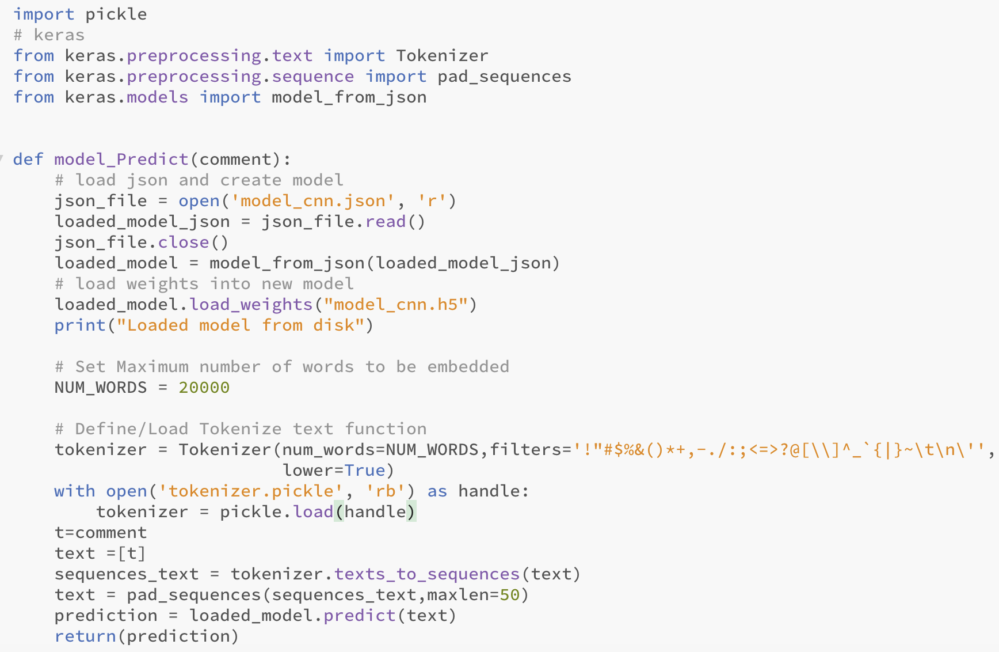 import pickle
# keras
from keras.preprocessing.text import Tokenizer
from keras.preprocessing.sequence import pad_sequences
from keras.models import model_from_json
def model_Predict(comment):
    # load json and create model
    json_file = open('model_cnn.json', 'r')
    loaded_model_json = json_file.read()
    json_file.close()
    loaded_model = model_from_json(loaded_model_json)
    # load weights into new model
    loaded_model.load_weights("model_cnn.h5")
    print("Loaded model from disk")
    # Set Maximum number of words to be embedded
    NUM_WORDS = 20000
    # Define/Load Tokenize text function
    tokenizer = Tokenizer(num_words=NUM_WORDS,filters='!"#$%&()*+,-./:;<=>?@[\\]^_`{|}~\t\n\'',
                          lower=True)
    with open('tokenizer.pickle', 'rb') as handle:
        tokenizer = pickle.load(handle)
    t=comment
    text =[t]
    sequences_text = tokenizer.texts_to_sequences(text)
    text = pad_sequences(sequences_text,maxlen=50)
    prediction = loaded_model.predict(text)
    return(prediction)